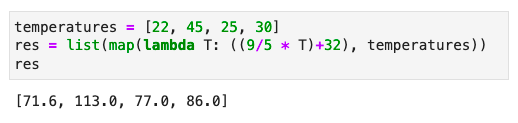 temperatures = [22, 45, 25, 30]
res = list(map(lambda T: ((9/5 * T)+32), temperatures))
res
[71.6, 113.0, 77.0, 86.0]